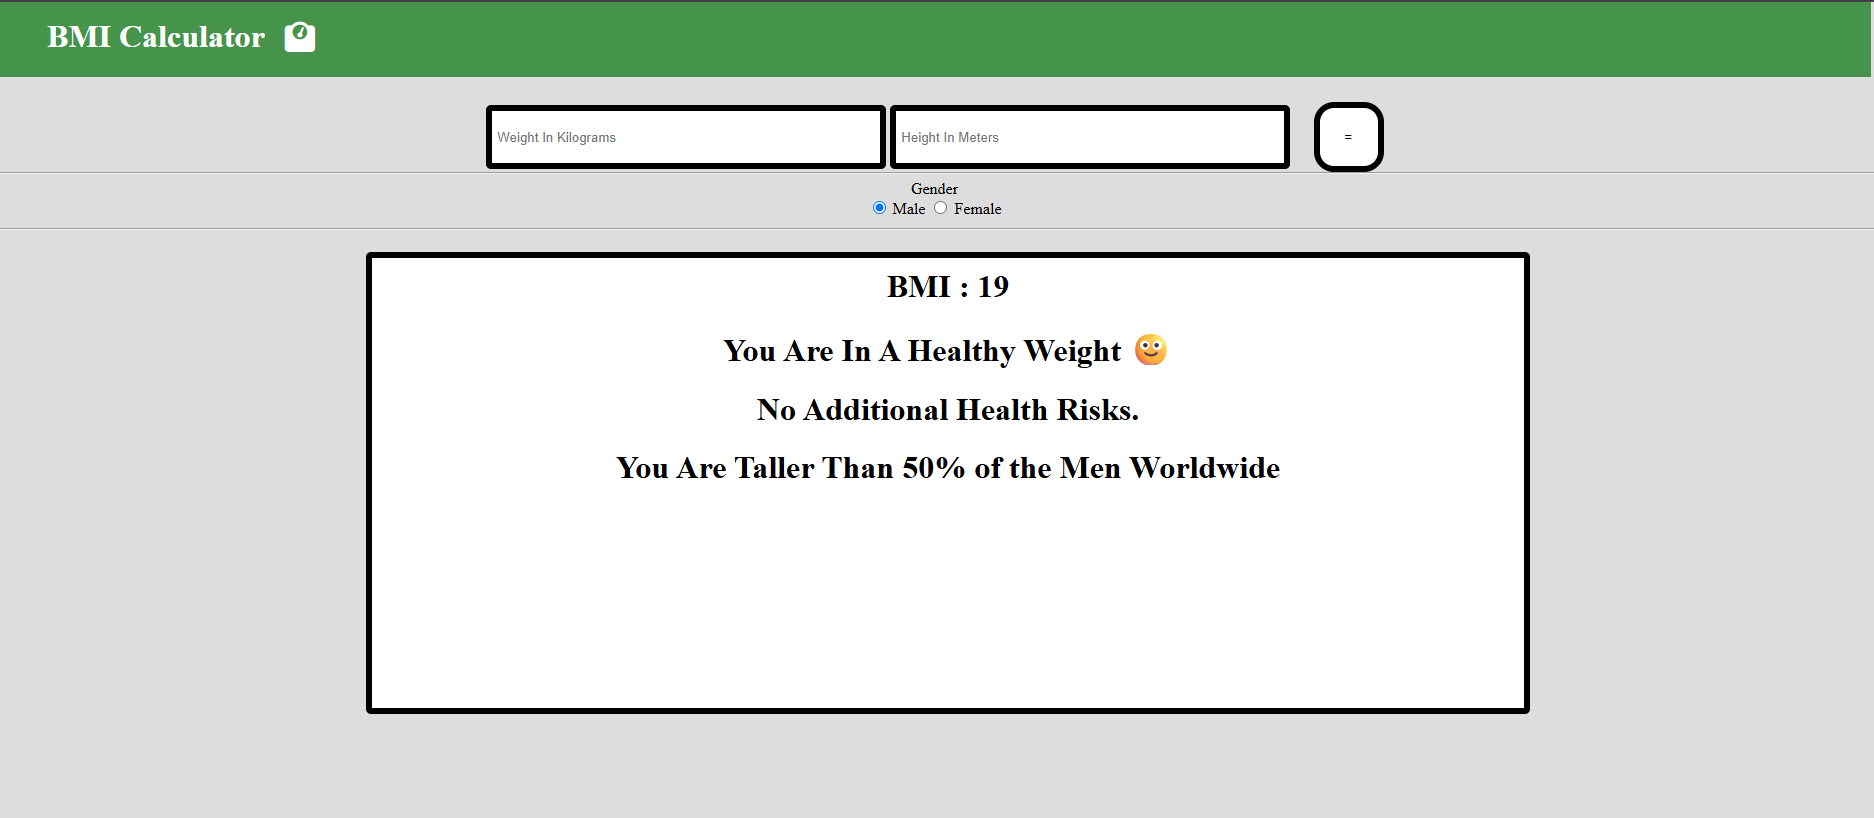 BMI Calculator
Weight In Kilograms
Height In Meters
=
Gender
Male Female
BMI : 19
You Are In A Healthy Weight
No Additional Health Risks.
You Are Taller Than 50% of the Men Worldwide